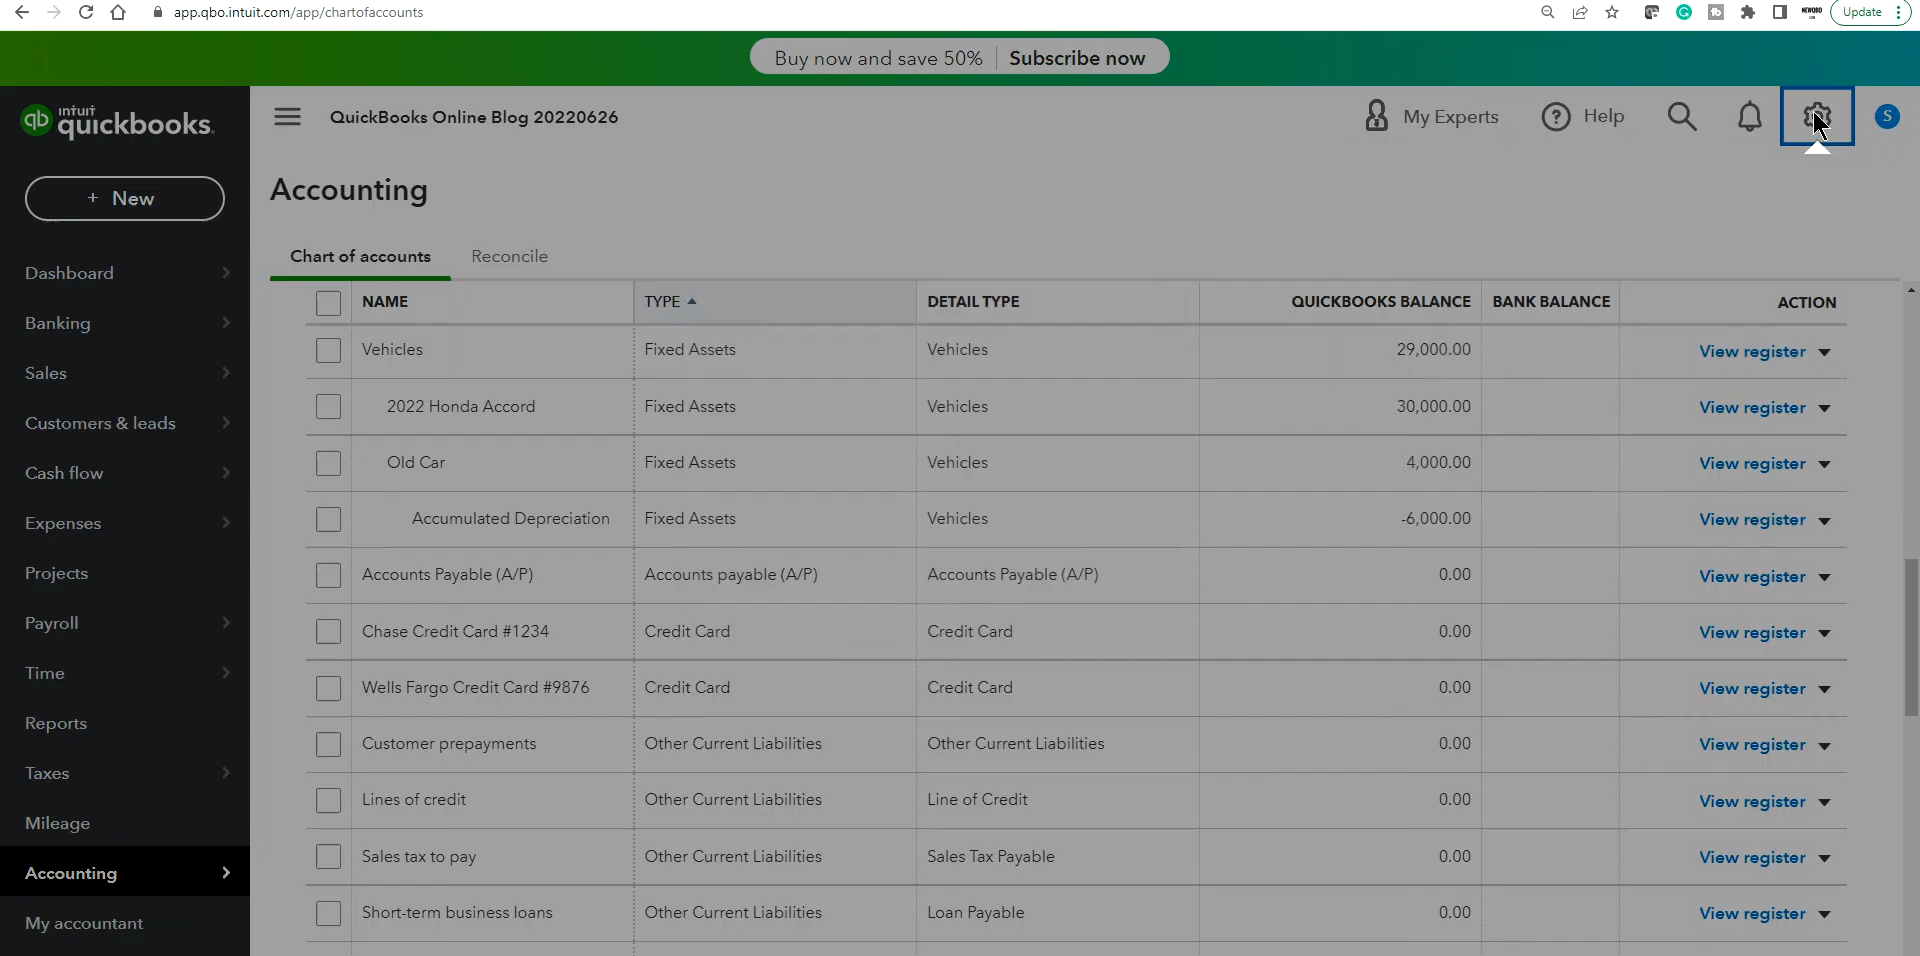 app.qbo.intuit.com/app/chartofaccounts
Update
Buy now and save 50% Subscribe now
intuit
quickbooks.
QuickBooks Online Blog 20220626
My Experts
Help
S
+ New
Accounting
Chart of accounts
Reconcile
Dashboard
Banking
Sales
Customers & leads
Cash flow
Expenses
Projects
Payroll
Time
Reports
Taxes
Mileage
Accounting
My accountant
NAME TYPE DETAIL TYPE QUICKBOOKS BALANCE BANK BALANCE ACTION
Vehicles Fixed Assets Vehicles 29,000.00 View register
2022 Honda Accord Fixed Assets Vehicles 30,000.00 View register
Old Car Fixed Assets Vehicles 4,000.00 View register
Accumulated Depreciation Fixed Assets Vehicles -6,000.00 View register
Accounts Payable (A/P) Accounts payable (A/P) Accounts Payable (A/P) 0.00 View register
Chase Credit Card #1234 Credit Card Credit Card 0.00 View register
Wells Fargo Credit Card #9876 Credit Card Credit Card 0.00 View register
Customer prepayments Other Current Liabilities Other Current Liabilities 0.00 View register
Lines of credit Other Current Liabilities Line of Credit 0.00 View register
Sales tax to pay Other Current Liabilities Sales Tax Payable 0.00 View register
Short-term business loans Other Current Liabilities Loan Payable 0.00 View register